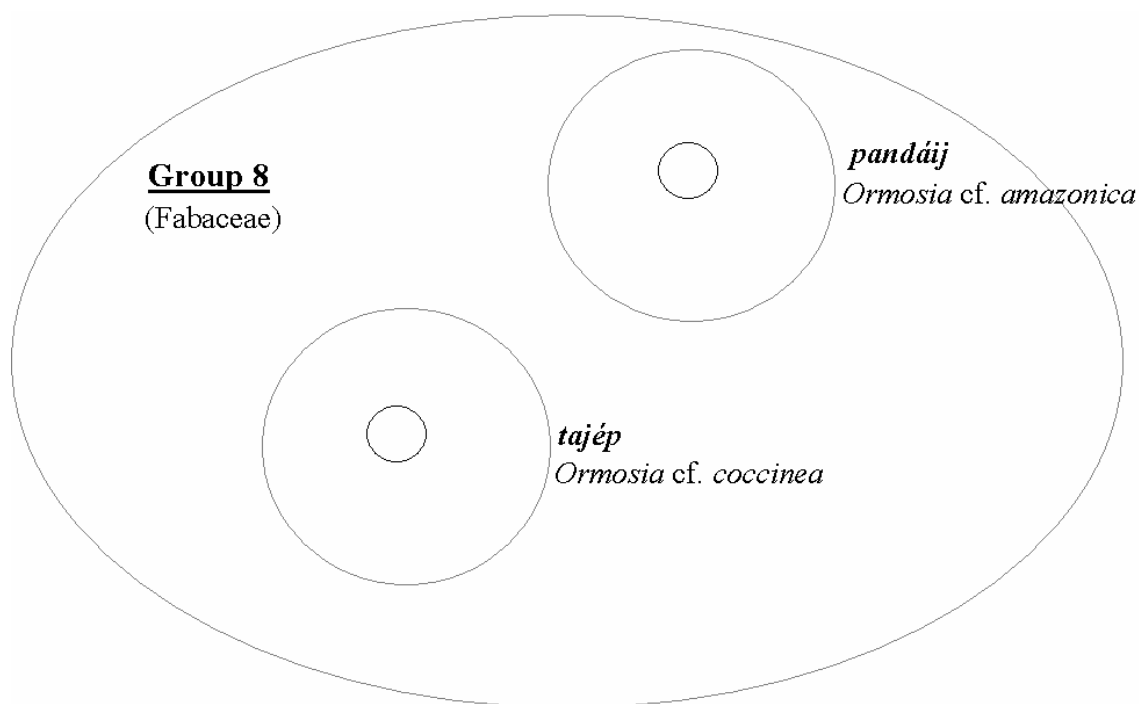 pandáij
Group 8
Ormosia cf. amazonica
(Fabaceae)
tajép
Ormosia cf. coccinea